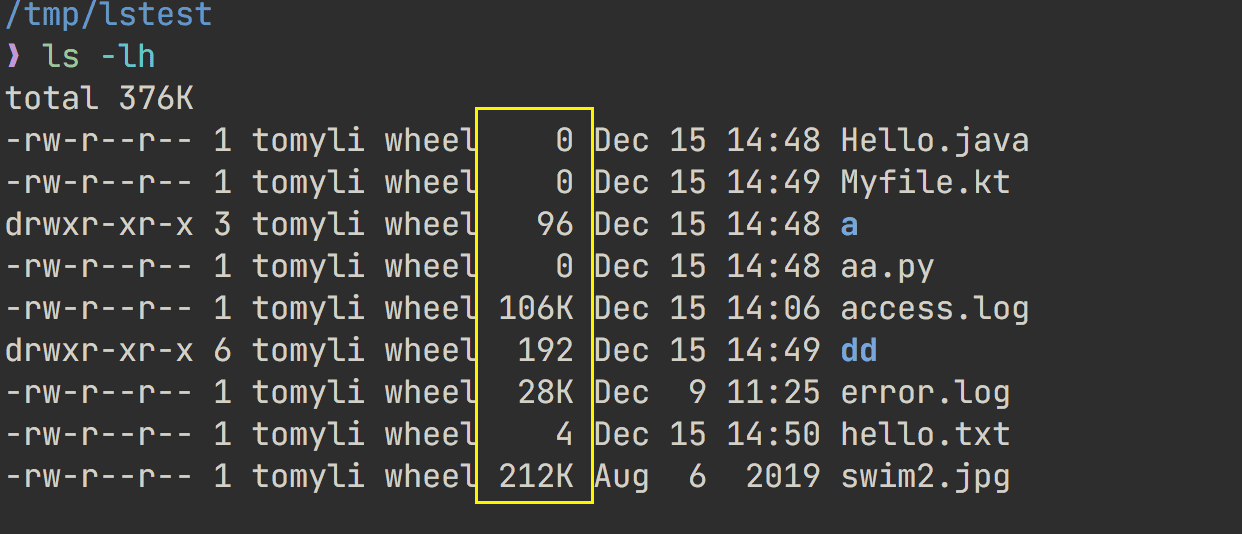 /tmp/lstest
❱ ls -lh
total 376K
-rw-r--r-- 1 tomyli wheel    0 Dec 15 14:48 Hello.java
-rw-r--r-- 1 tomyli wheel    0 Dec 15 14:49 Myfile.kt
drwxr-xr-x 3 tomyli wheel   96 Dec 15 14:48 a
-rw-r--r-- 1 tomyli wheel    0 Dec 15 14:48 aa.py
-rw-r--r-- 1 tomyli wheel 106K Dec 15 14:06 access.log
drwxr-xr-x 6 tomyli wheel  192 Dec 15 14:49 dd
-rw-r--r-- 1 tomyli wheel  28K Dec  9 11:25 error.log
-rw-r--r-- 1 tomyli wheel    4 Dec 15 14:50 hello.txt
-rw-r--r-- 1 tomyli wheel 212K Aug  6  2019 swim2.jpg